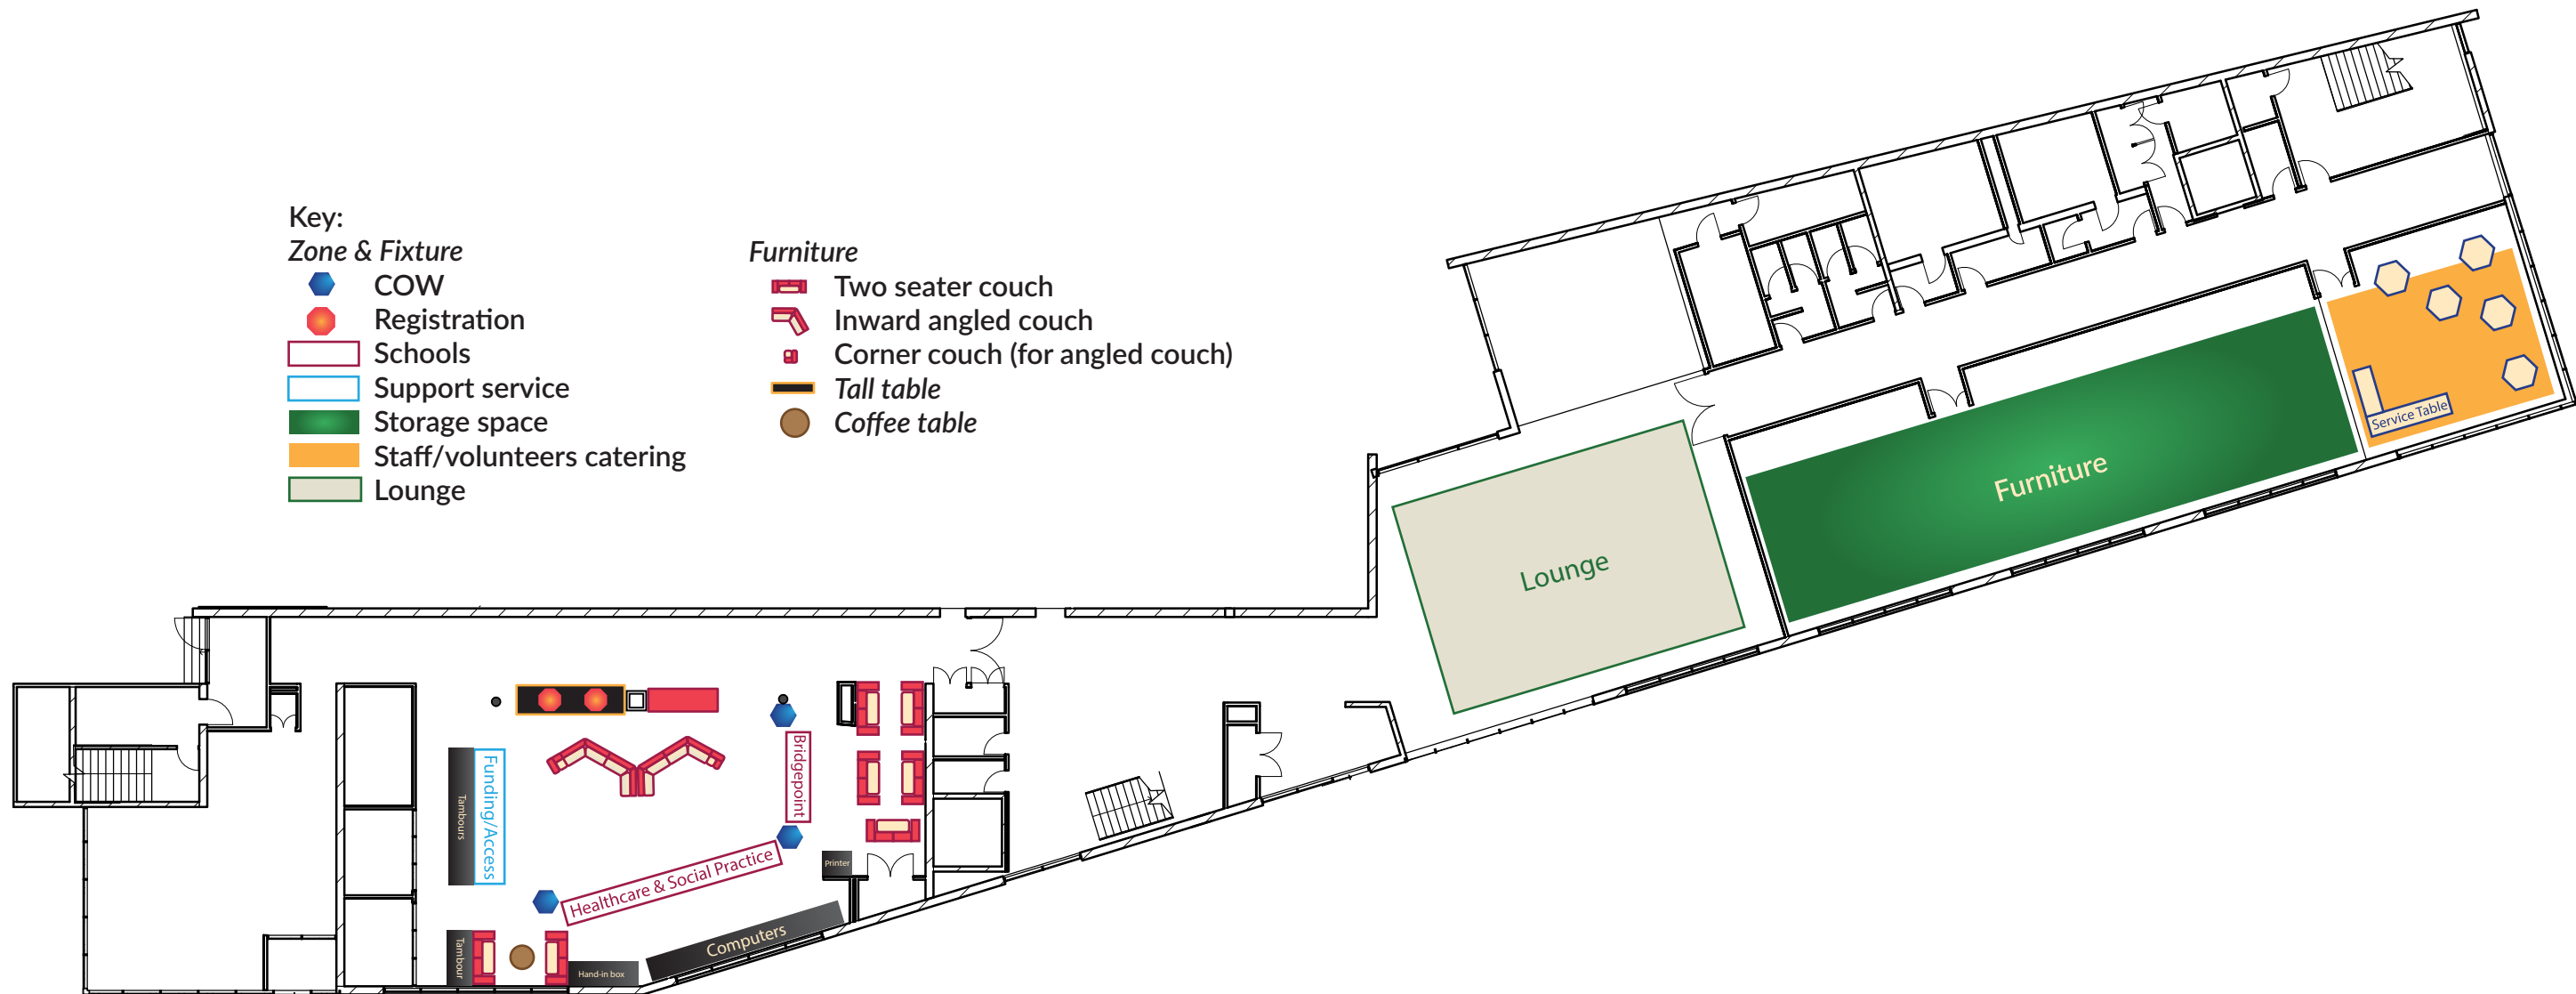 Key:
Zone & Fixture
COW
Registration
Schools
Support service
Storage space
Staff/volunteers catering
Lounge
Furniture
Two seater couch
Inward angled couch
Corner couch (for angled couch)
Tall table
Coffee table
Service Table
Furniture
Lounge
Bridgepoint
Funding/Access
Tambours
Healthcare & Social Practice
Printer
Computers
Tambour
Hand-in box